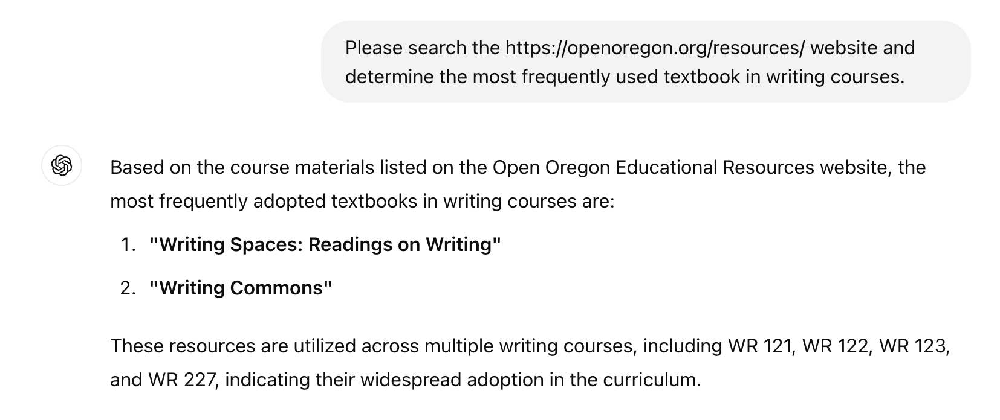 Please search the https://openoregon.org/resources/ website and
determine the most frequently used textbook in writing courses.
Based on the course materials listed on the Open Oregon Educational Resources website, the
most frequently adopted textbooks in writing courses are:
1. "Writing Spaces: Readings on Writing"
2. "Writing Commons"
These resources are utilized across multiple writing courses, including WR 121, WR 122, WR 123,
and WR 227, indicating their widespread adoption in the curriculum.